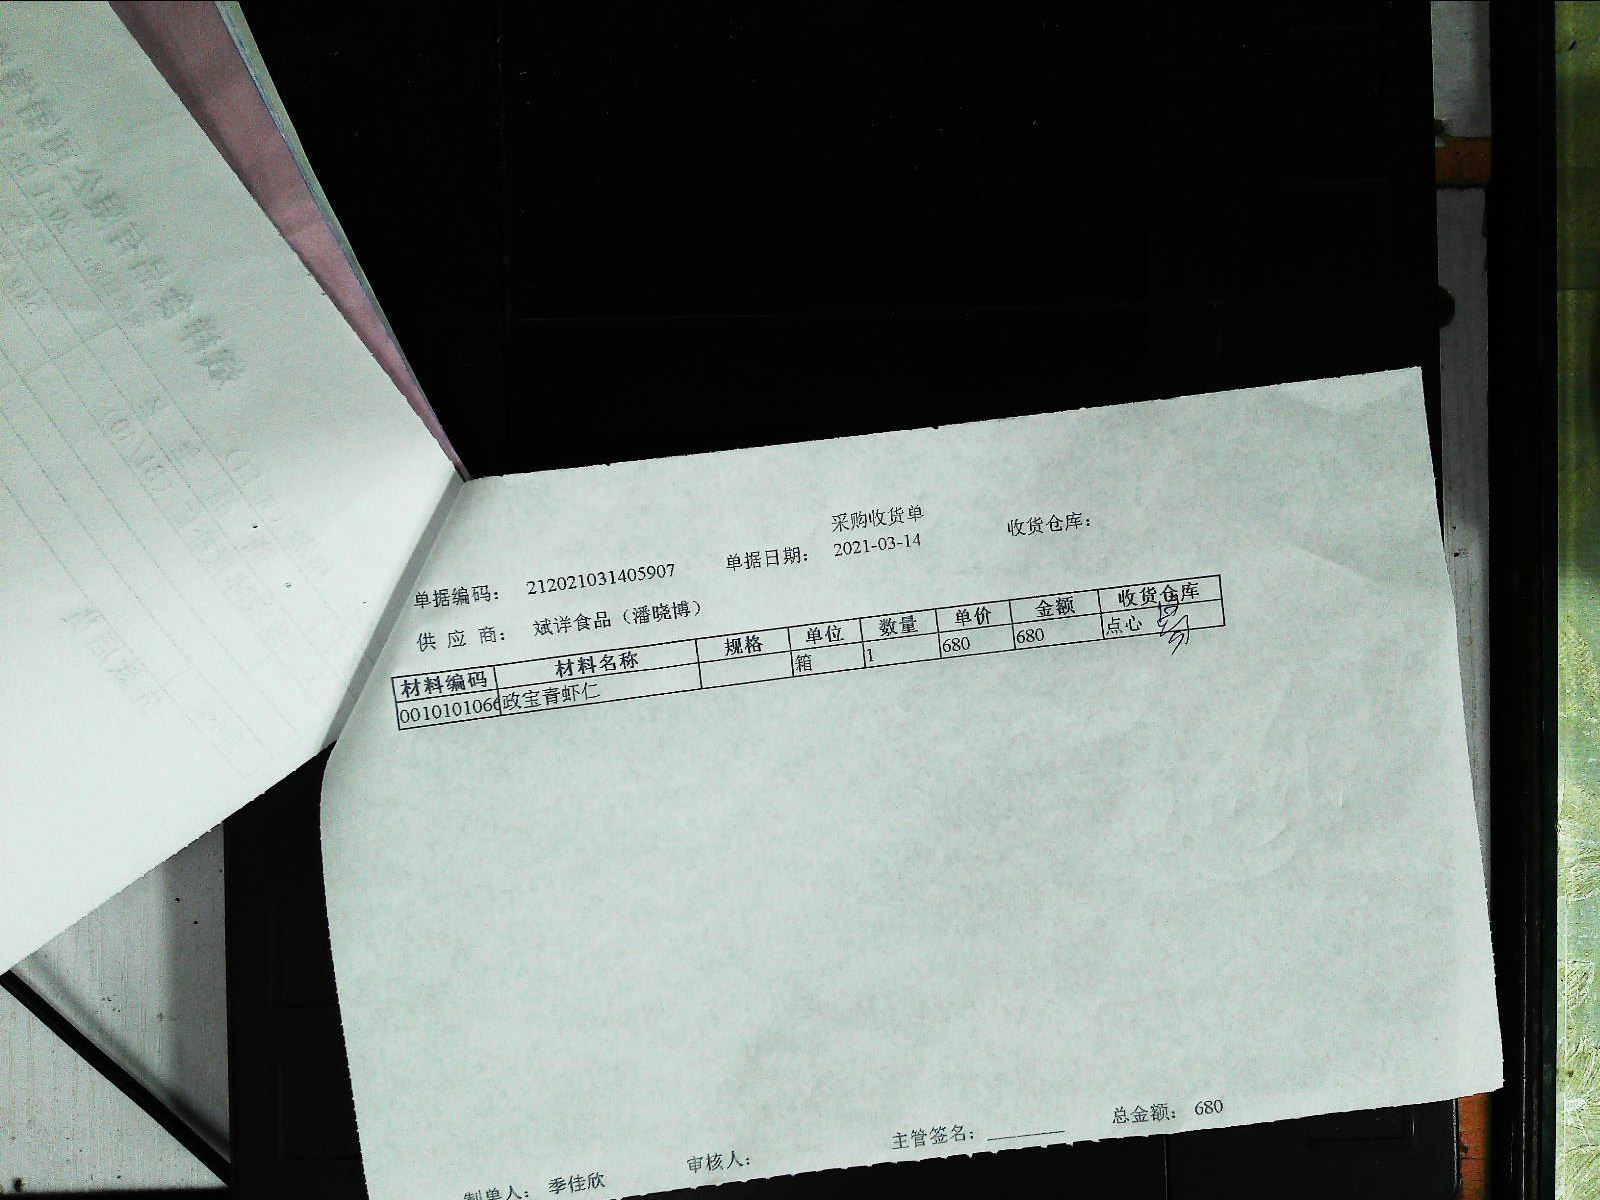 采购收货单
单据编码： 212021031405907 单据日期： 2021-03-14 收货仓库：
供 应 商： 斌详食品（潘晓博）
材料编码 材料名称 规格 单位 数量 单价 金额 收货仓库
0010101066 政宝青虾仁 箱 1 680 680 点心
制单人： 季佳欣 审核人： 主管签名： 总金额： 680